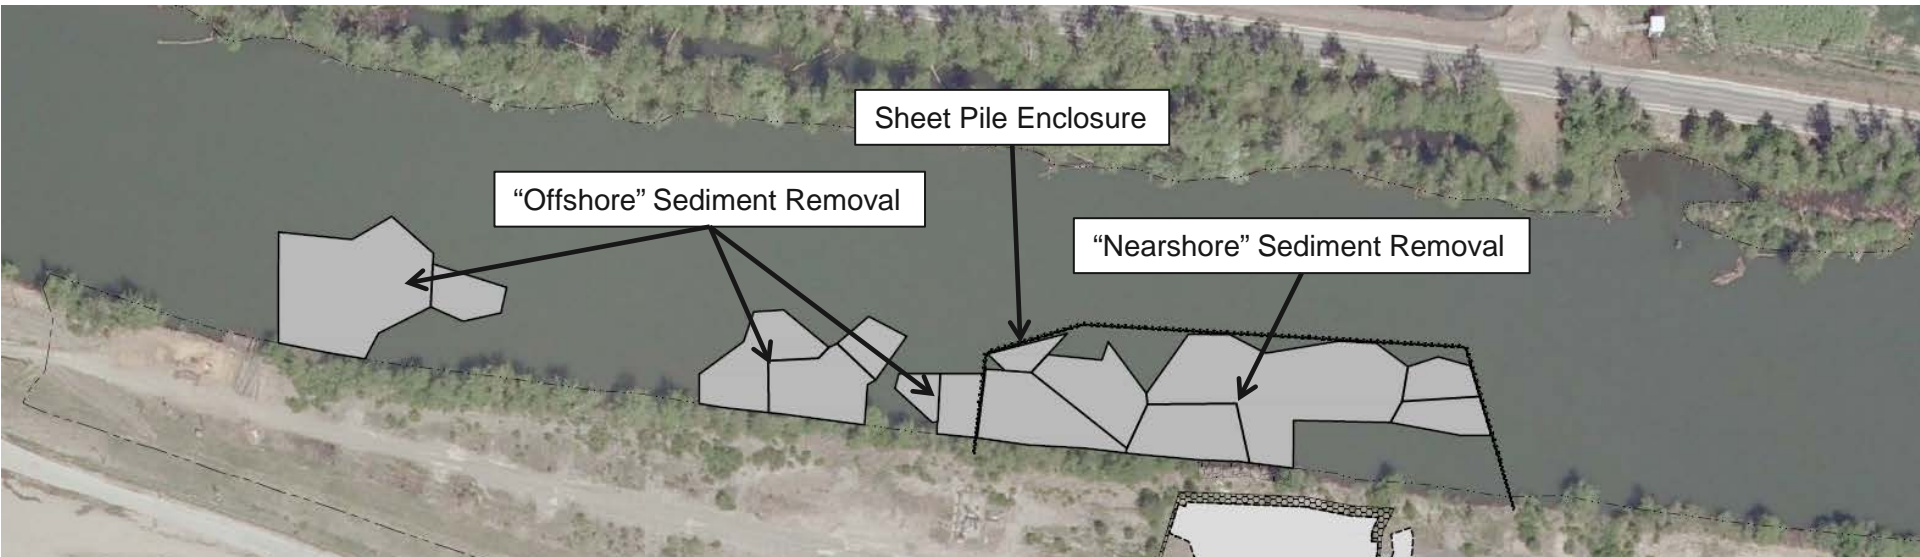 Sheet Pile Enclosure
“Offshore” Sediment Removal
“Nearshore” Sediment Removal